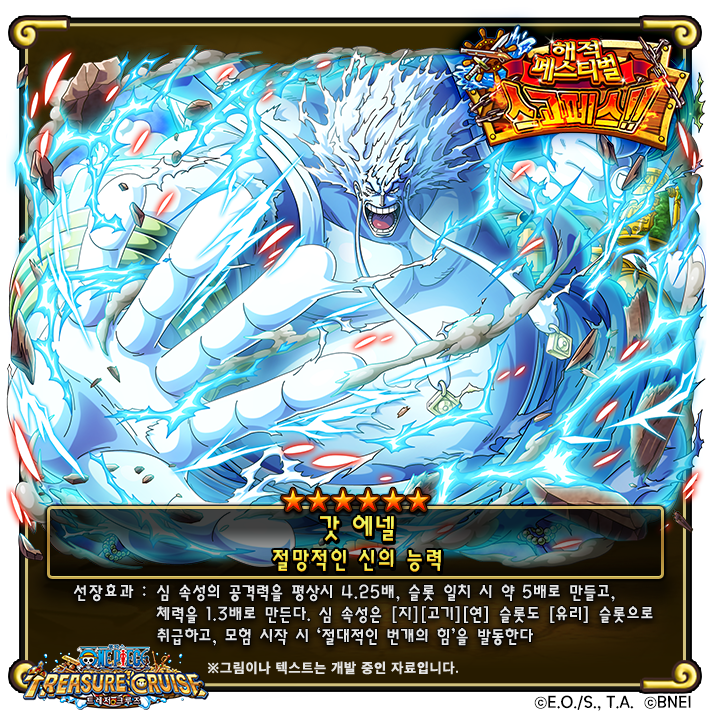 해적
페스티벌
스고페스!!
갓 에넬
절망적인 신의 능력
선장효과 : 심 속성의 공격력을 평상시 4.25배, 슬롯 일치 시 약 5배로 만들고,
체력을 1.3배로 만든다. 심 속성은 [지][고기][연] 슬롯도 [유리] 슬롯으로
취급하고, 모험 시작 시 ‘절대적인 번개의 힘’을 발동한다
※그림이나 텍스트는 개발 중인 자료입니다.
ONE PIECE
TREASURE CRUISE
트레저 크루즈
©E.O./S., T.A. ©BNEI